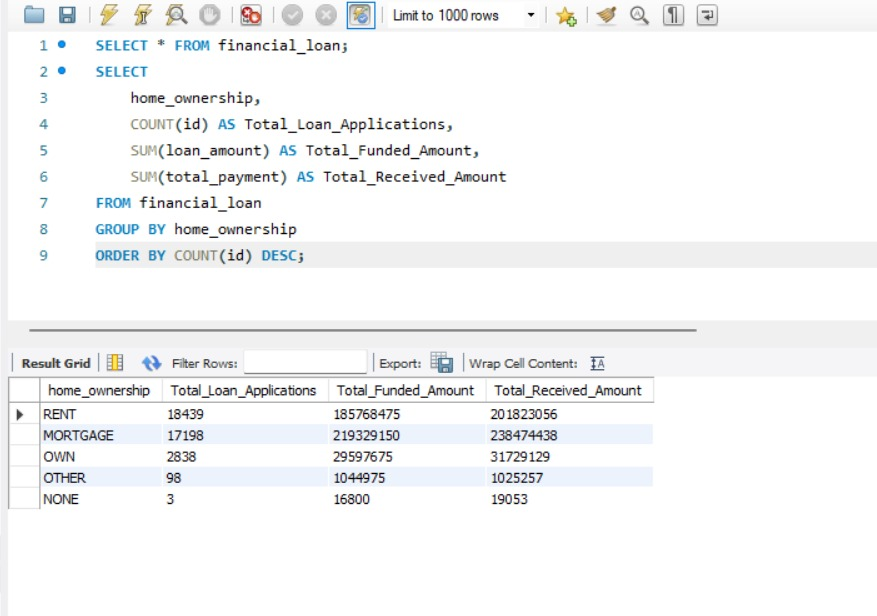 Limit to 1000 rows
1 SELECT * FROM financial_loan;
2 SELECT
3 home_ownership,
4 COUNT(id) AS Total_Loan_Applications,
5 SUM(loan_amount) AS Total_Funded_Amount,
6 SUM(total_payment) AS Total_Received_Amount
7 FROM financial_loan
8 GROUP BY home_ownership
9 ORDER BY COUNT(id) DESC;
Result Grid Filter Rows: Export: Wrap Cell Content:
home_ownership Total_Loan_Applications Total_Funded_Amount Total_Received_Amount
RENT 18439 185768475 201823056
MORTGAGE 17198 219329150 238474438
OWN 2838 29597675 31729129
OTHER 98 1044975 1025257
NONE 3 16800 19053